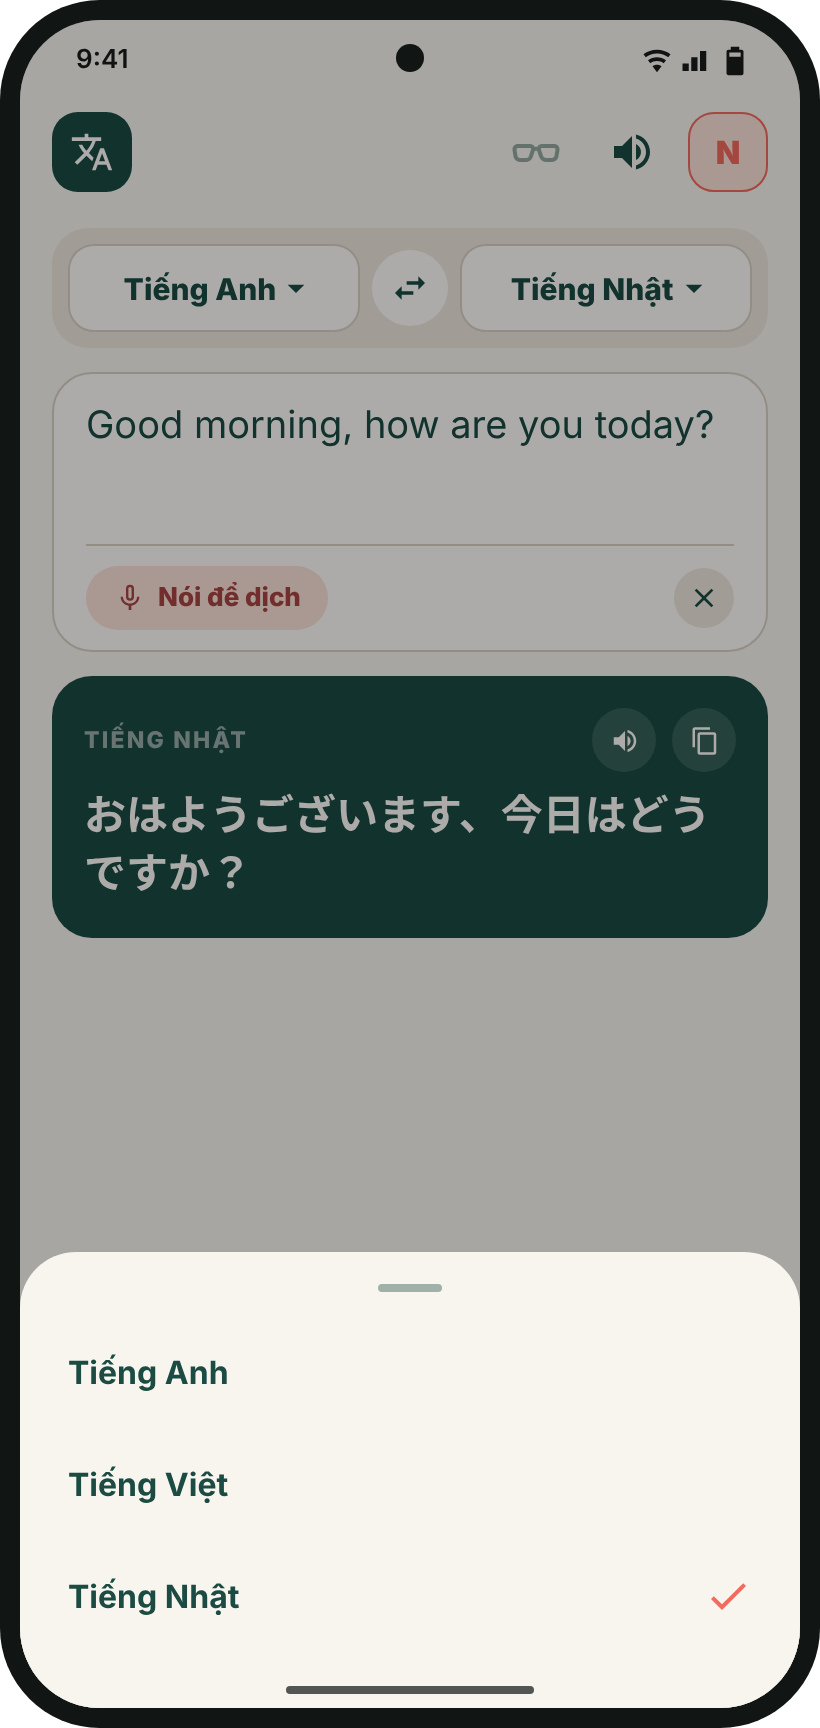 9:41
N
Tiếng Anh
Tiếng Nhật
Good morning, how are you today?
Nói để dịch
TIẾNG NHẬT
おはようございます、今日はどう
ですか？
Tiếng Anh
Tiếng Việt
Tiếng Nhật